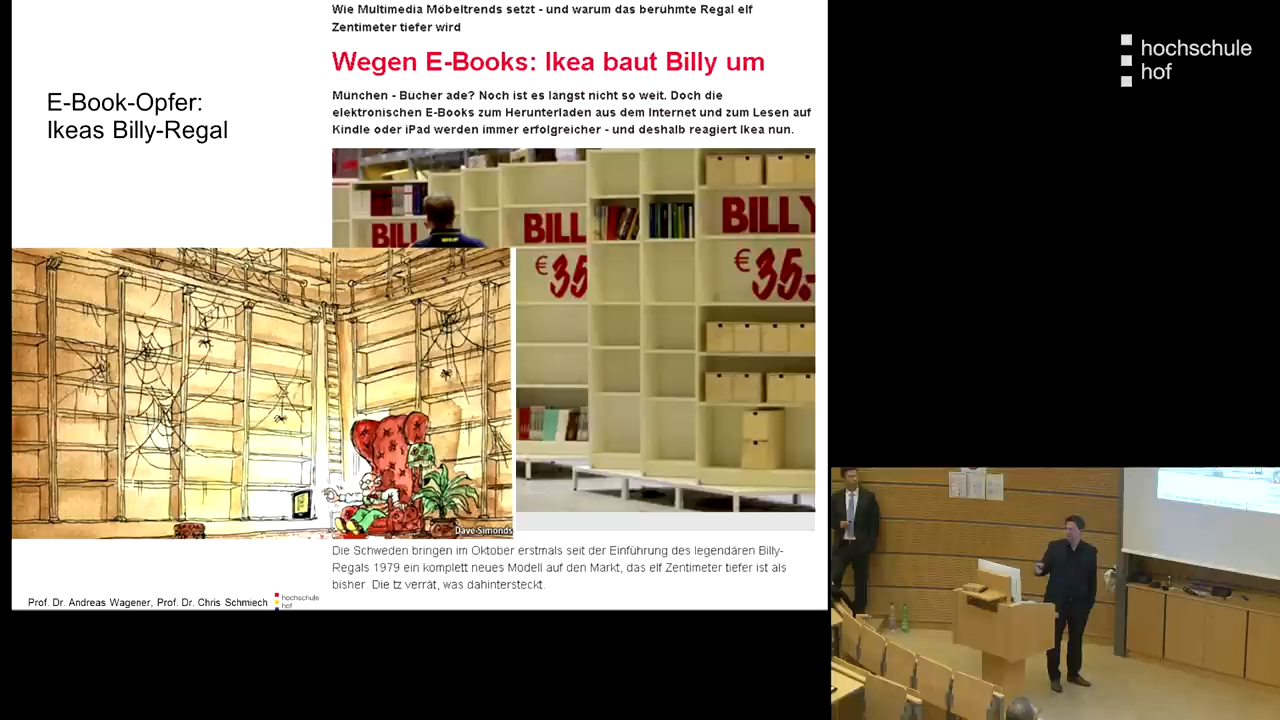 Wie Multimedia Möbeltrends setzt - und warum das berühmte Regal elf
Zentimeter tiefer wird
Wegen E-Books: Ikea baut Billy um
München - Bücher ade? Noch ist es längst nicht so weit. Doch die
elektronischen E-Books zum Herunterladen aus dem Internet und zum Lesen auf
Kindle oder iPad werden immer erfolgreicher - und deshalb reagiert Ikea nun.
E-Book-Opfer:
Ikeas Billy-Regal
BILL
BILL
€ 35
BILLY
€ 35.-
Dave Simonds
Die Schweden bringen im Oktober erstmals seit der Einführung des legendären Billy-
Regals 1979 ein komplett neues Modell auf den Markt, das elf Zentimeter tiefer ist als
bisher. Die tz verrät, was dahintersteckt.
Prof. Dr. Andreas Wagener, Prof. Dr. Chris Schmiech
hochschule
hof
hochschule
hof